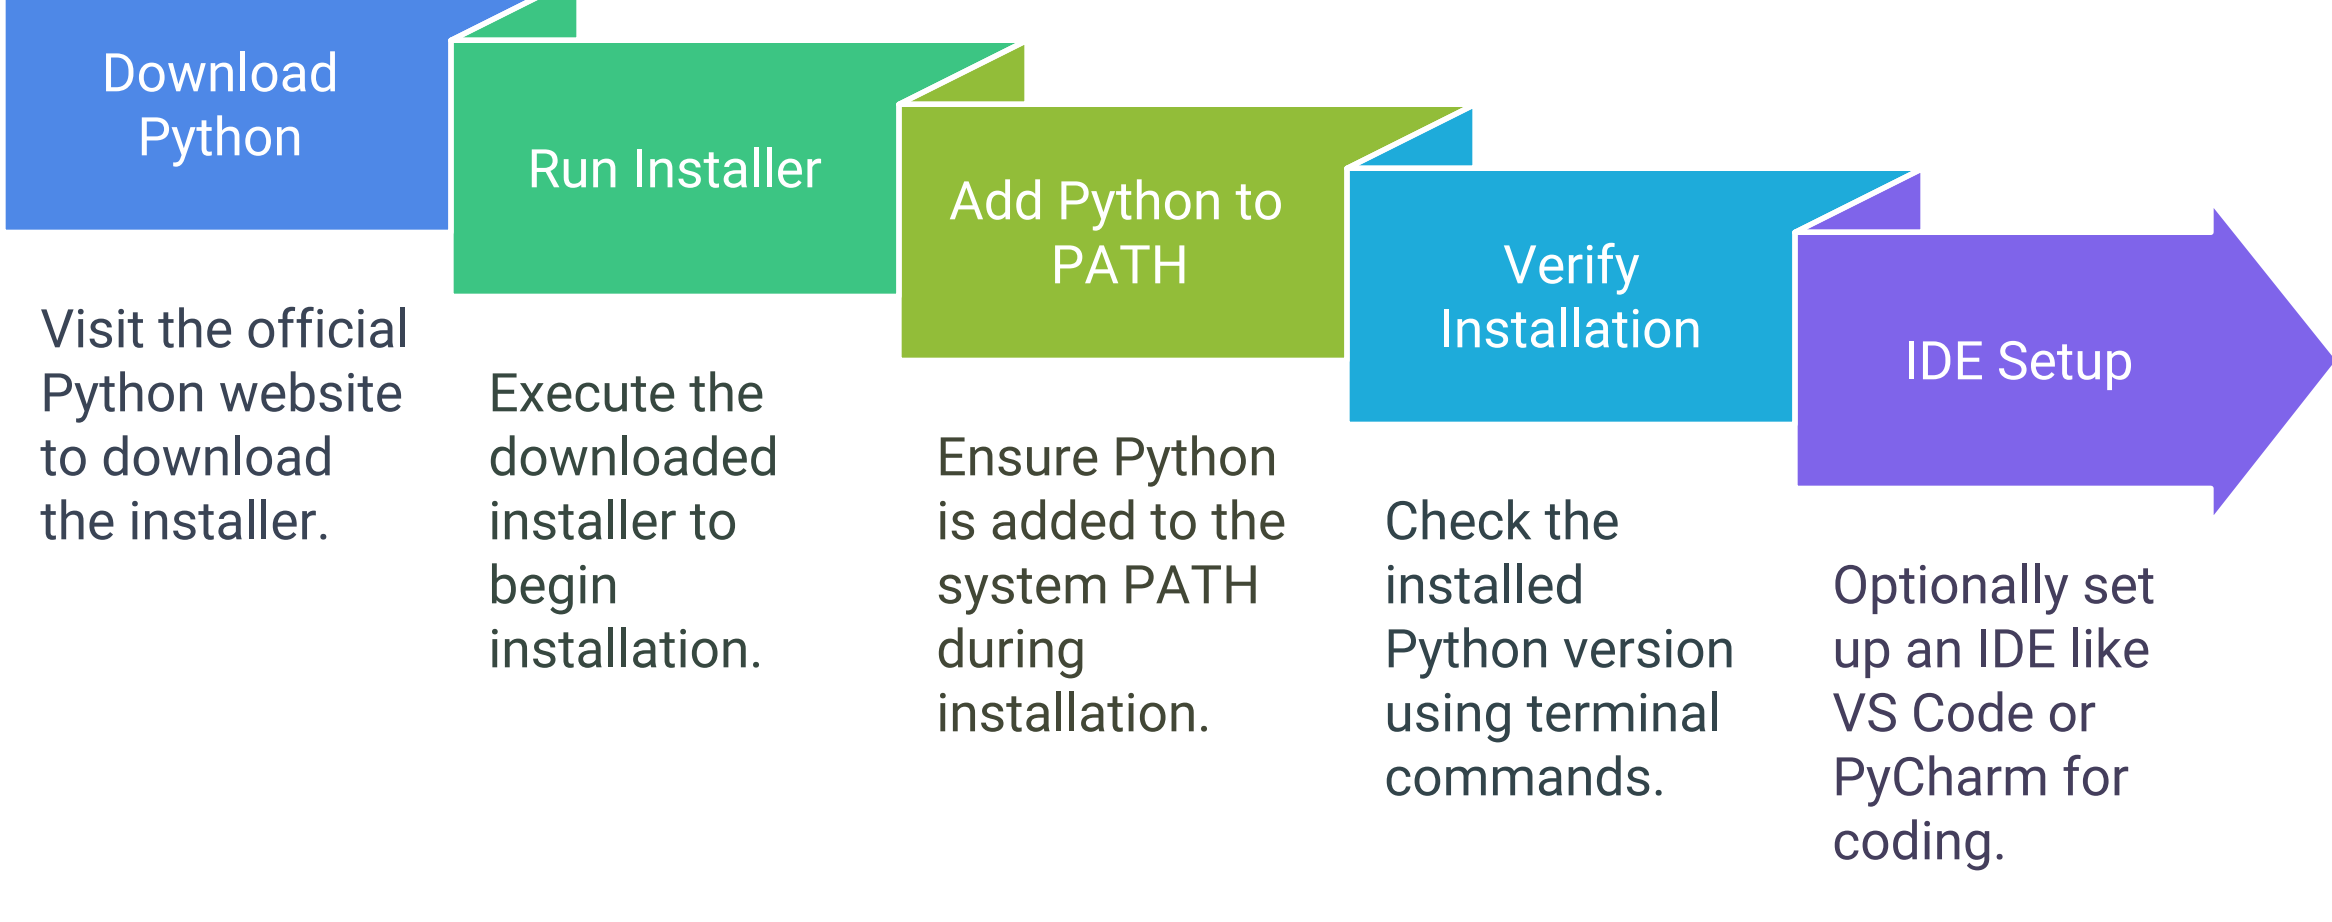 Download
Python
Visit the official
Python website
to download
the installer.
Run Installer
Execute the
downloaded
installer to
begin
installation.
Add Python to
PATH
Ensure Python
is added to the
system PATH
during
installation.
Verify
Installation
Check the
installed
Python version
using terminal
commands.
IDE Setup
Optionally set
up an IDE like
VS Code or
PyCharm for
coding.